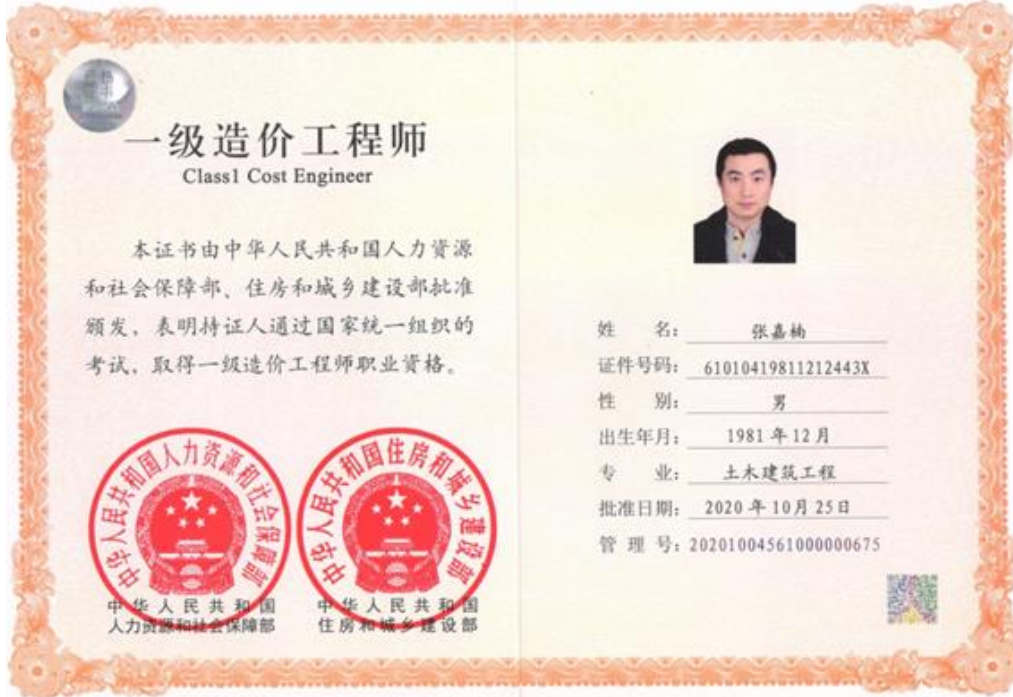 一级造价工程师
Class1 Cost Engineer
本证书由中华人民共和国人力资源
和社会保障部、住房和城乡建设部批准
颁发,表明持证人通过国家统一组织的
考试,取得一级造价工程师职业资格。
中华人民共和国人力资源和社会保障部
中华人民共和国住房和城乡建设部
中华人民共和国
人力资源和社会保障部
中华人民共和国
住房和城乡建设部
姓 名: 张嘉楠
证件号码: 61010419811212443X
性 别: 男
出生年月: 1981年12月
专 业: 土木建筑工程
批准日期: 2020年10月25日
管 理 号: 20201004561000000675